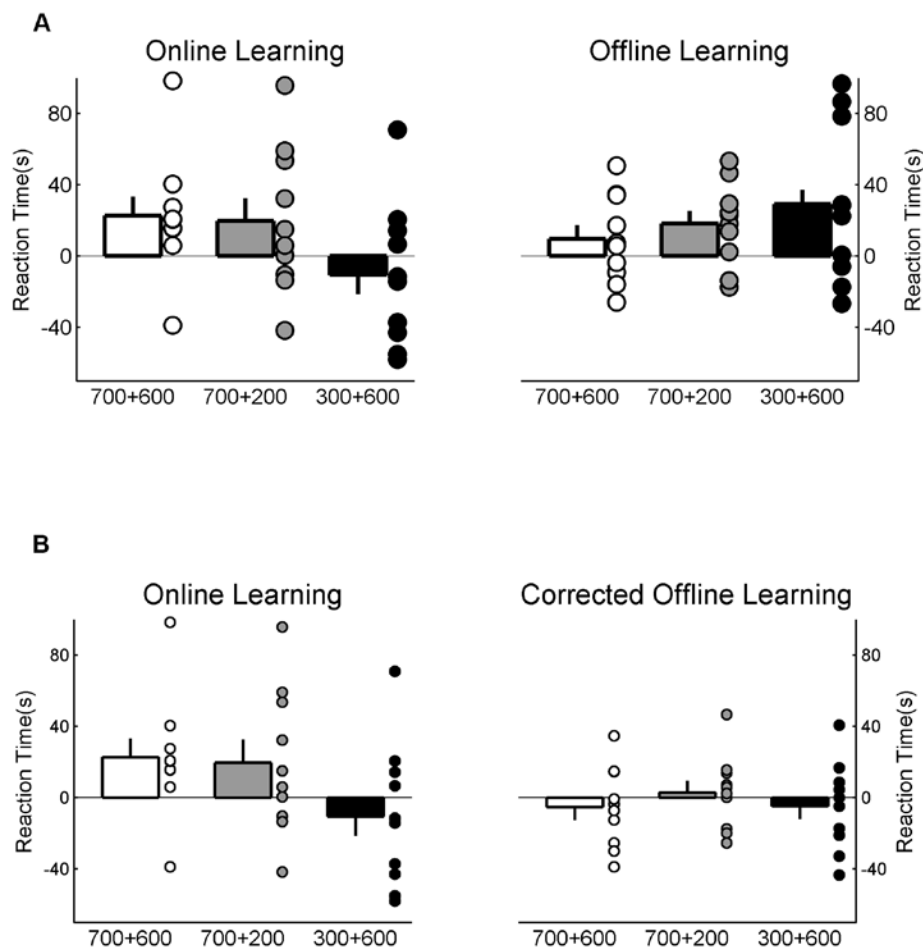 A
Online Learning
Offline Learning
Reaction Time(s)
80
40
0
-40
700+600 700+200 300+600
80
40
0
-40
Reaction Time(s)
700+600 700+200 300+600
B
Online Learning
Corrected Offline Learning
Reaction Time(s)
80
40
0
-40
700+600 700+200 300+600
80
40
0
-40
Reaction Time(s)
700+600 700+200 300+600